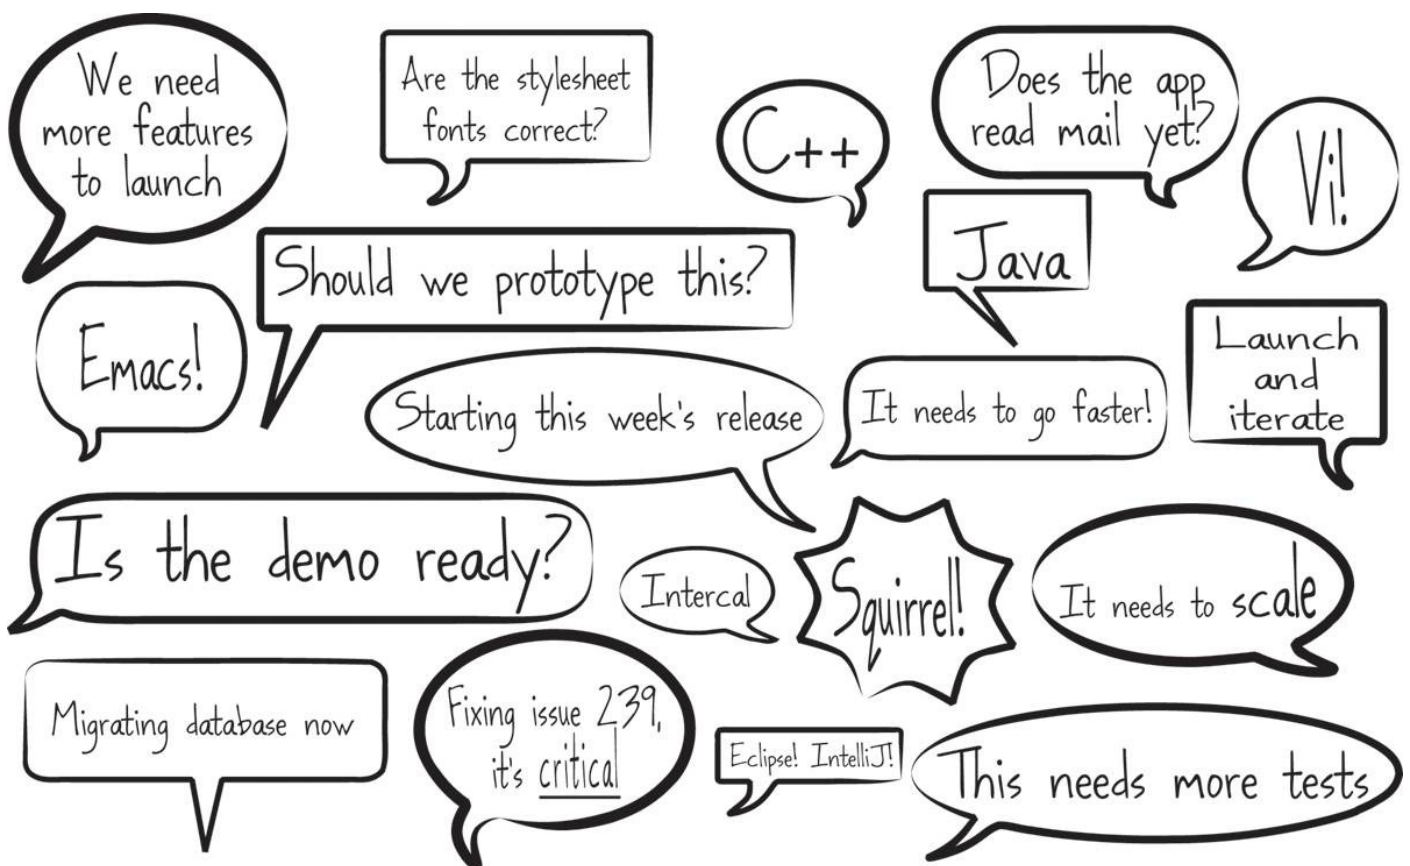 We need
more features
to launch
Are the stylesheet
fonts correct?
C++
Does the app
read mail yet?
Vi!
Should we prototype this?
Java
Emacs!
Starting this week's release
It needs to go faster!
Launch
and
iterate
Is the demo ready?
Intercal
Squirrel!
It needs to scale
Migrating database now
Fixing issue 239,
it's critical
Eclipse! IntelliJ!
This needs more tests